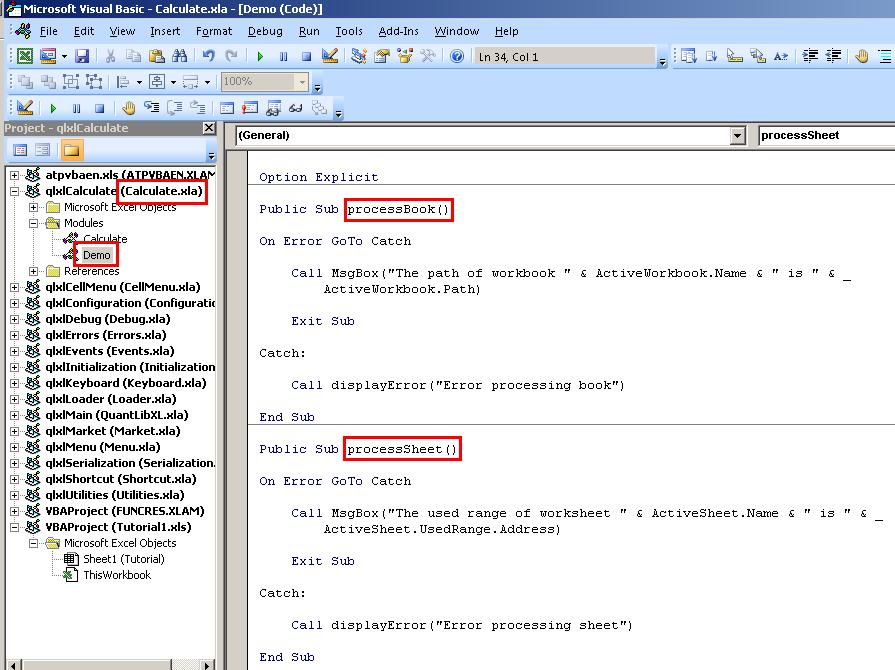 Microsoft Visual Basic - Calculate.xla - [Demo (Code)]
File Edit View Insert Format Debug Run Tools Add-Ins Window Help
Ln 34, Col 1
100%
Project - qlxlCalculate
(General) processSheet
atpvbaen.xls (ATPVBAEN.XLAM
qlxlCalculate (Calculate.xla)
Microsoft Excel Objects
Modules
Calculate
Demo
References
qlxlCellMenu (CellMenu.xla)
qlxlConfiguration (Configuratio
qlxlDebug (Debug.xla)
qlxlErrors (Errors.xla)
qlxlEvents (Events.xla)
qlxlInitialization (Initialization
qlxlKeyboard (Keyboard.xla)
qlxlLoader (Loader.xla)
qlxlMain (QuantLibXL.xla)
qlxlMarket (Market.xla)
qlxlMenu (Menu.xla)
qlxlSerialization (Serialization.
qlxlShortcut (Shortcut.xla)
qlxlUtilities (Utilities.xla)
VBAProject (FUNCRES.XLAM)
VBAProject (Tutorial1.xls)
Microsoft Excel Objects
Sheet1 (Tutorial)
ThisWorkbook
Option Explicit
Public Sub processBook()
On Error GoTo Catch
Call MsgBox("The path of workbook " & ActiveWorkbook.Name & " is " & _
ActiveWorkbook.Path)
Exit Sub
Catch:
Call displayError("Error processing book")
End Sub
Public Sub processSheet()
On Error GoTo Catch
Call MsgBox("The used range of worksheet " & ActiveSheet.Name & " is " & _
ActiveSheet.UsedRange.Address)
Exit Sub
Catch:
Call displayError("Error processing sheet")
End Sub